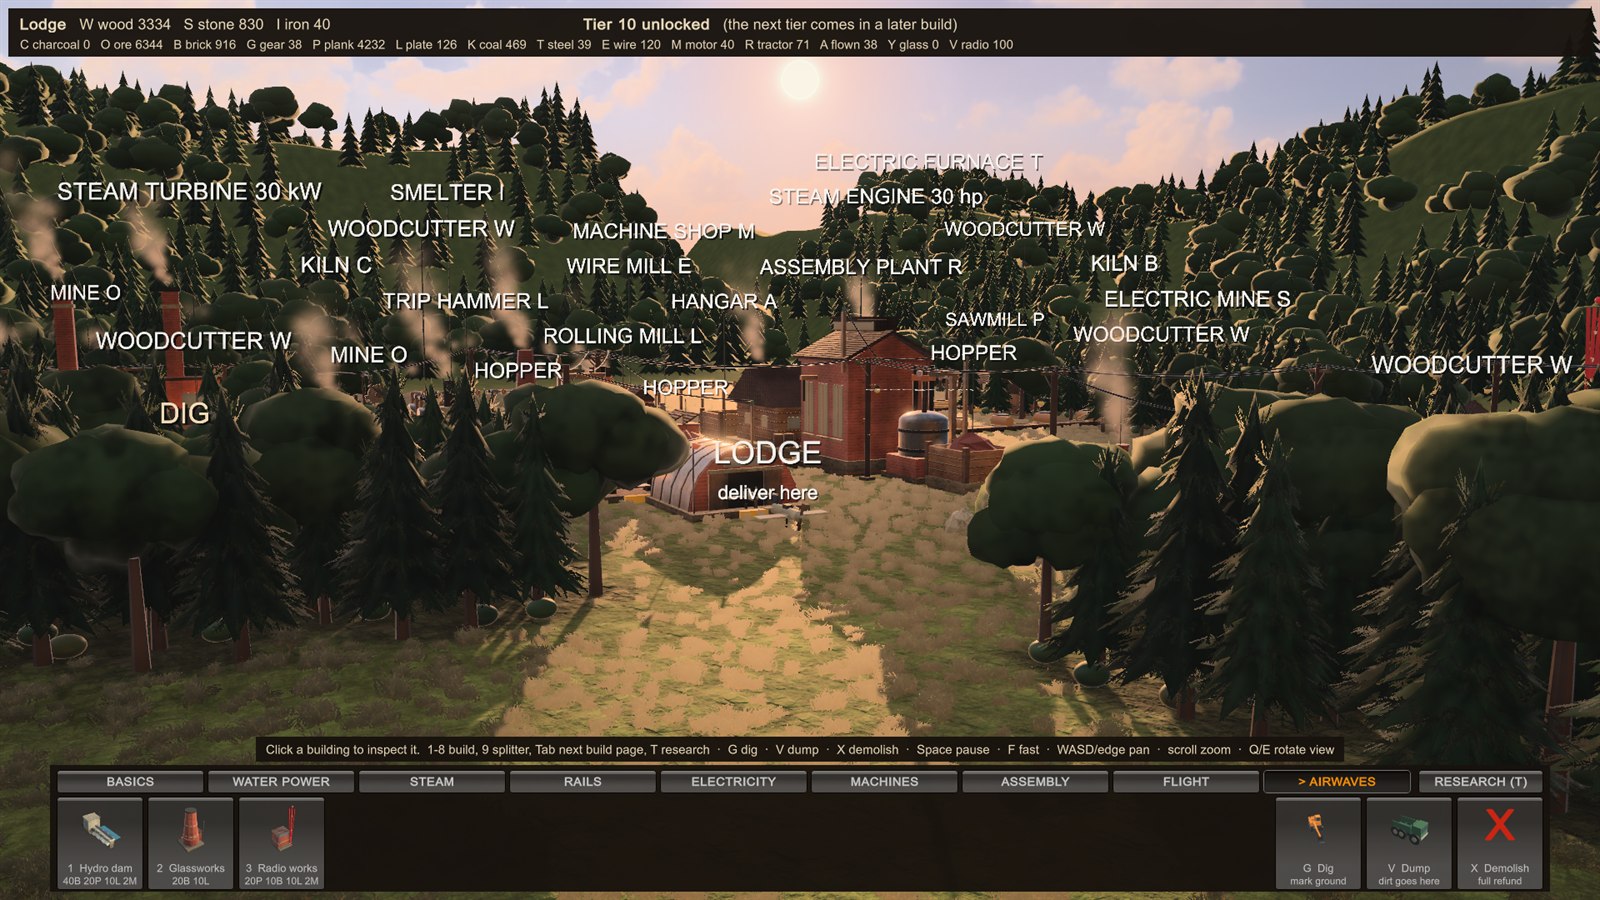 Lodge W wood 3334 S stone 830 I iron 40
Tier 10 unlocked (the next tier comes in a later build)
C charcoal 0 O ore 6344 B brick 916 G gear 38 P plank 4232 L plate 126 K coal 469 T steel 39 E wire 120 M motor 40 R tractor 71 A flown 38 Y glass 0 V radio 100
ELECTRIC FURNACE T
STEAM TURBINE 30 kW
SMELTER I
STEAM ENGINE 30 hp
WOODCUTTER W
MACHINE SHOP M
WOODCUTTER W
KILN C
WIRE MILL E
ASSEMBLY PLANT R
KILN B
MINE O
TRIP HAMMER L
HANGAR A
ELECTRIC MINE S
SAWMILL P
WOODCUTTER W
ROLLING MILL L
WOODCUTTER W
MINE O
HOPPER
HOPPER
HOPPER
WOODCUTTER W
DIG
LODGE
deliver here
Click a building to inspect it. 1-8 build, 9 splitter, Tab next build page, T research · G dig · V dump · X demolish · Space pause · F fast · WASD/edge pan · scroll zoom · Q/E rotate view
BASICS
WATER POWER
STEAM
RAILS
ELECTRICITY
MACHINES
ASSEMBLY
FLIGHT
> AIRWAVES
RESEARCH (T)
1 Hydro dam
40B 20P 10L 2M
2 Glassworks
20B 10L
3 Radio works
20P 10B 10L 2M
G Dig
mark ground
V Dump
dirt goes here
X Demolish
full refund